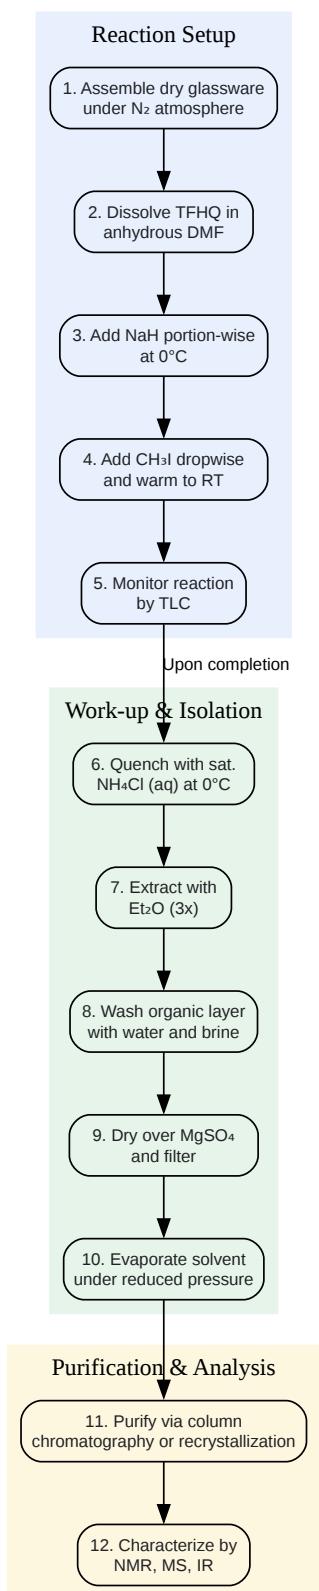 Reaction Setup
1. Assemble dry glassware
under N₂ atmosphere
2. Dissolve TFHQ in
anhydrous DMF
3. Add NaH portion-wise
at 0°C
4. Add CH₃I dropwise
and warm to RT
5. Monitor reaction
by TLC
Upon completion
Work-up & Isolation
6. Quench with sat.
NH₄Cl (aq) at 0°C
7. Extract with
Et₂O (3x)
8. Wash organic layer
with water and brine
9. Dry over MgSO₄
and filter
10. Evaporate solvent
under reduced pressure
Purification & Analysis
11. Purify via column
chromatography or recrystallization
12. Characterize by
NMR, MS, IR